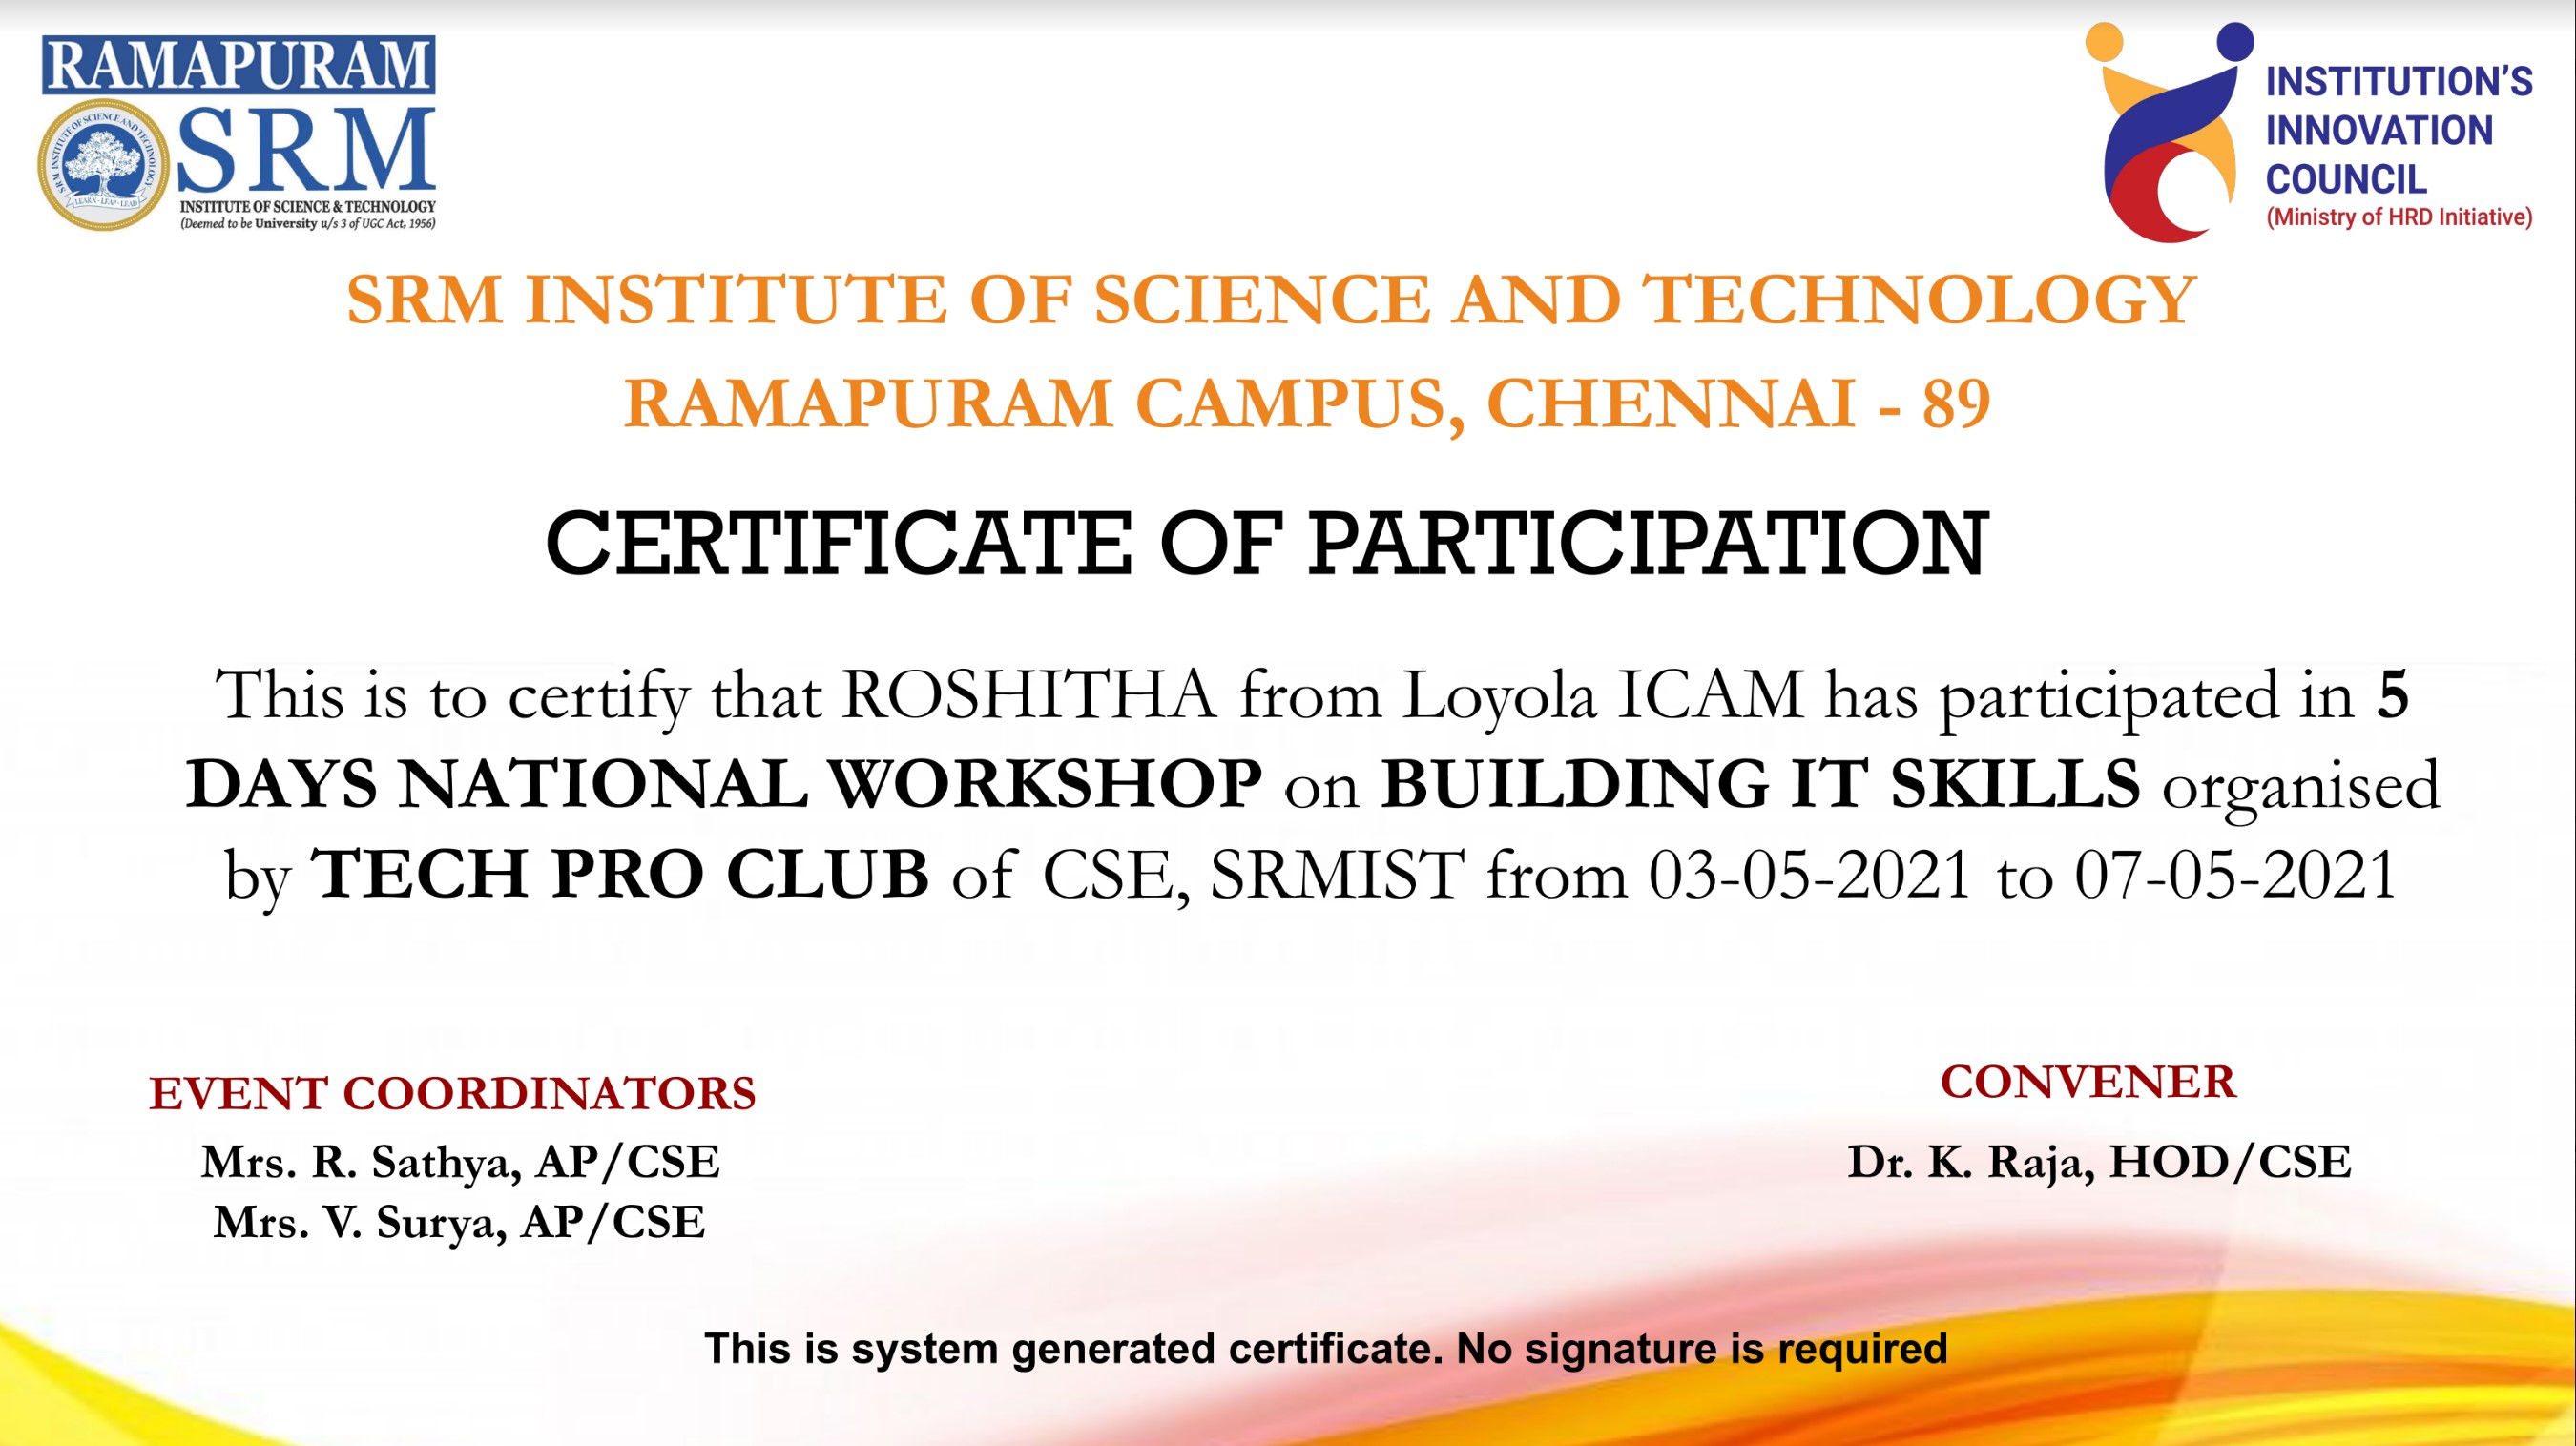 RAMAPURAM
SRM INSTITUTE OF SCIENCE AND TECHNOLOGY
LEARN - LEAP - LEAD
SRM
INSTITUTE OF SCIENCE & TECHNOLOGY
(Deemed to be University u/s 3 of UGC Act, 1956)
INSTITUTION'S
INNOVATION
COUNCIL
(Ministry of HRD Initiative)
SRM INSTITUTE OF SCIENCE AND TECHNOLOGY
RAMAPURAM CAMPUS, CHENNAI - 89
CERTIFICATE OF PARTICIPATION
This is to certify that ROSHITHA from Loyola ICAM has participated in 5
DAYS NATIONAL WORKSHOP on BUILDING IT SKILLS organised
by TECH PRO CLUB of CSE, SRMIST from 03-05-2021 to 07-05-2021
EVENT COORDINATORS
Mrs. R. Sathya, AP/CSE
Mrs. V. Surya, AP/CSE
CONVENER
Dr. K. Raja, HOD/CSE
This is system generated certificate. No signature is required